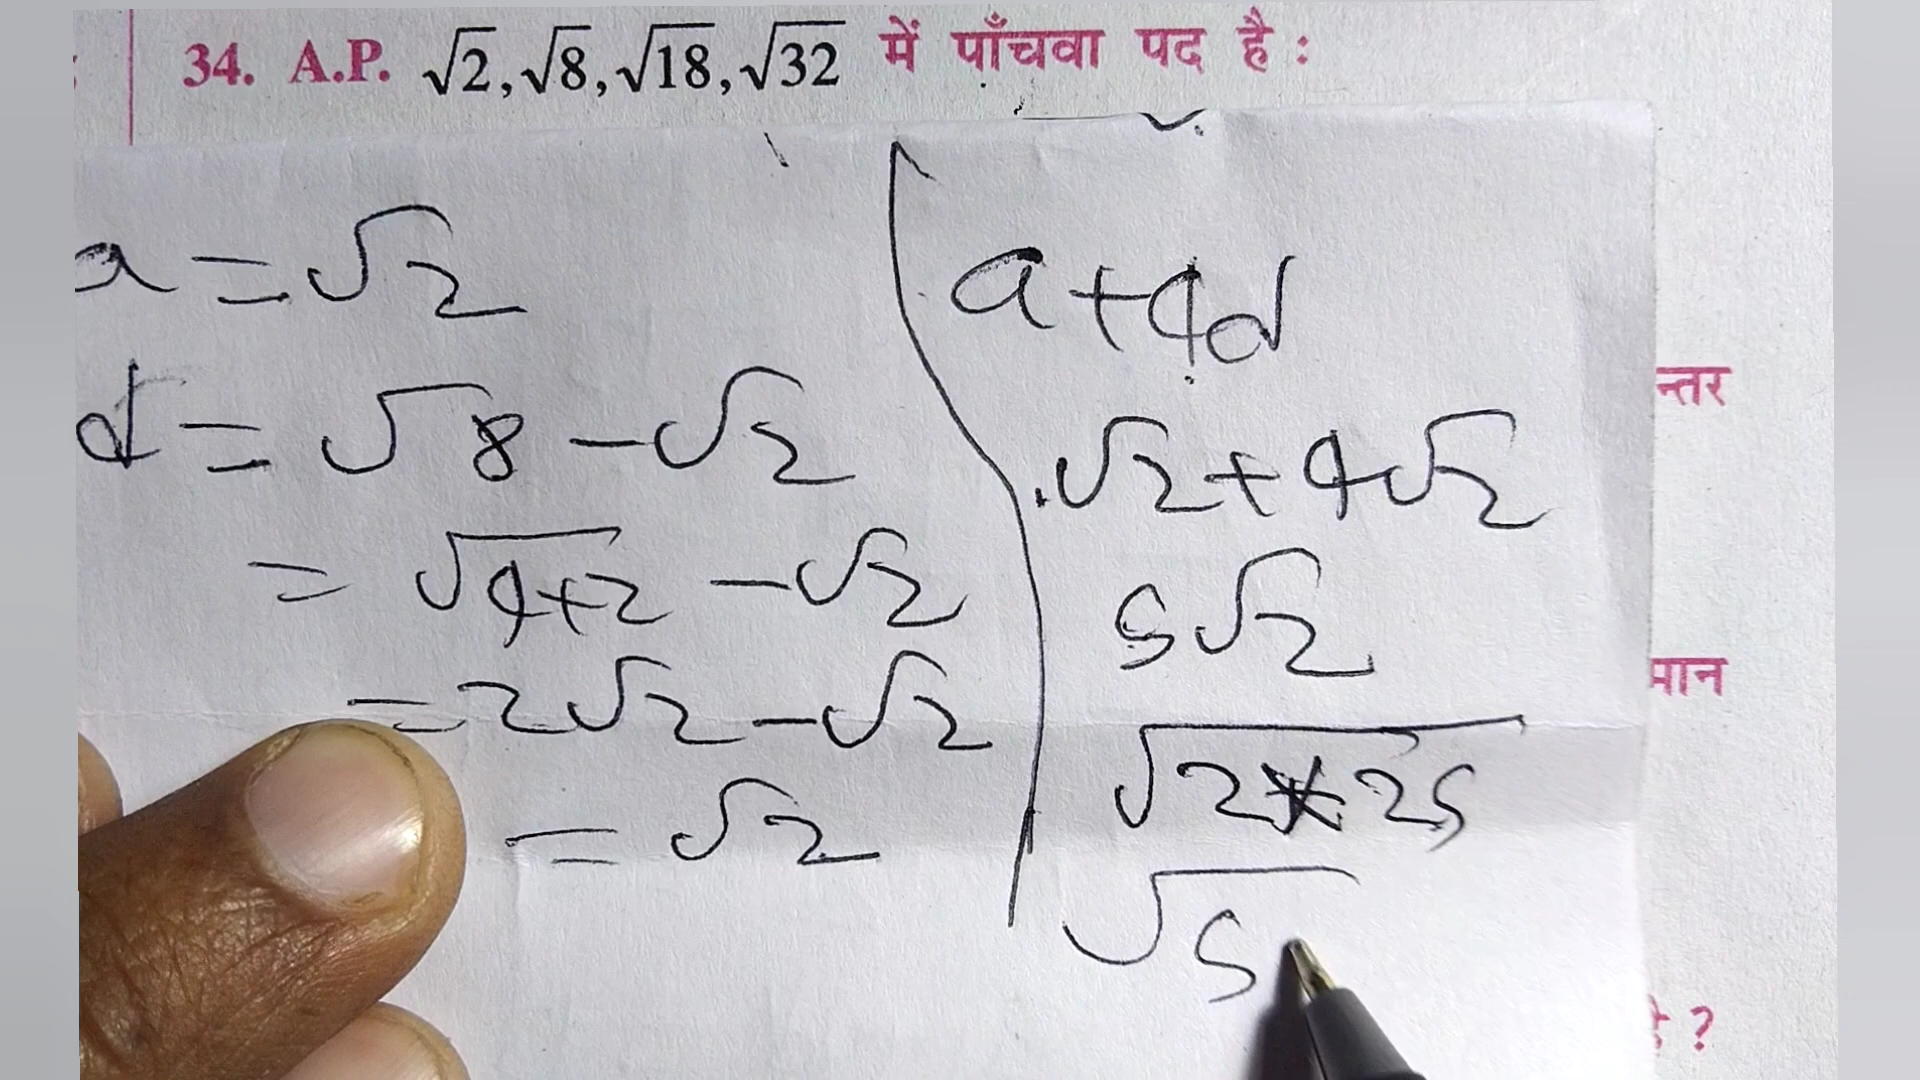 34. A.P. √2, √8, √18, √32 में पाँचवा पद है :
a = √2
d = √8 - √2
= √4×2 - √2
= 2√2 - √2
= √2
a + 4d
√2 + 4√2
5√2
√2×25
√5
न्तर
मान
?